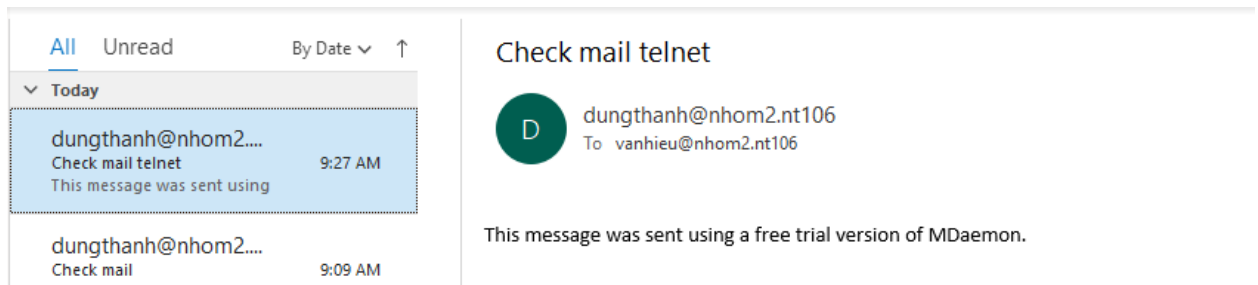 All Unread By Date
Today
dungthanh@nhom2....
Check mail telnet 9:27 AM
This message was sent using
dungthanh@nhom2....
Check mail 9:09 AM
Check mail telnet
D
dungthanh@nhom2.nt106
To vanhieu@nhom2.nt106
This message was sent using a free trial version of MDaemon.